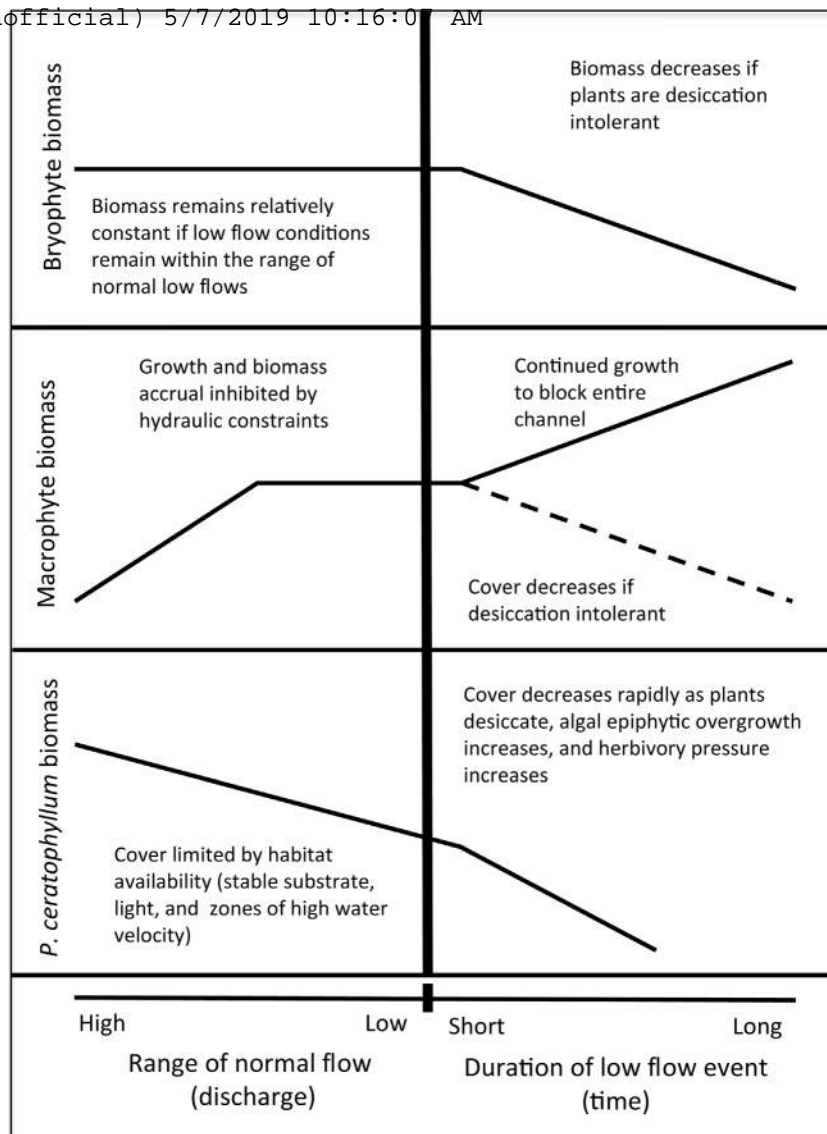 official) 5/7/2019 10:16:07 AM
Bryophyte biomass
Biomass decreases if
plants are desiccation
intolerant
Biomass remains relatively
constant if low flow conditions
remain within the range of
normal low flows
Macrophyte biomass
Growth and biomass
accrual inhibited by
hydraulic constraints
Continued growth
to block entire
channel
Cover decreases if
desiccation intolerant
P. ceratophyllum biomass
Cover decreases rapidly as plants
desiccate, algal epiphytic overgrowth
increases, and herbivory pressure
increases
Cover limited by habitat
availability (stable substrate,
light, and zones of high water
velocity)
High
Low
Short
Long
Range of normal flow
(discharge)
Duration of low flow event
(time)